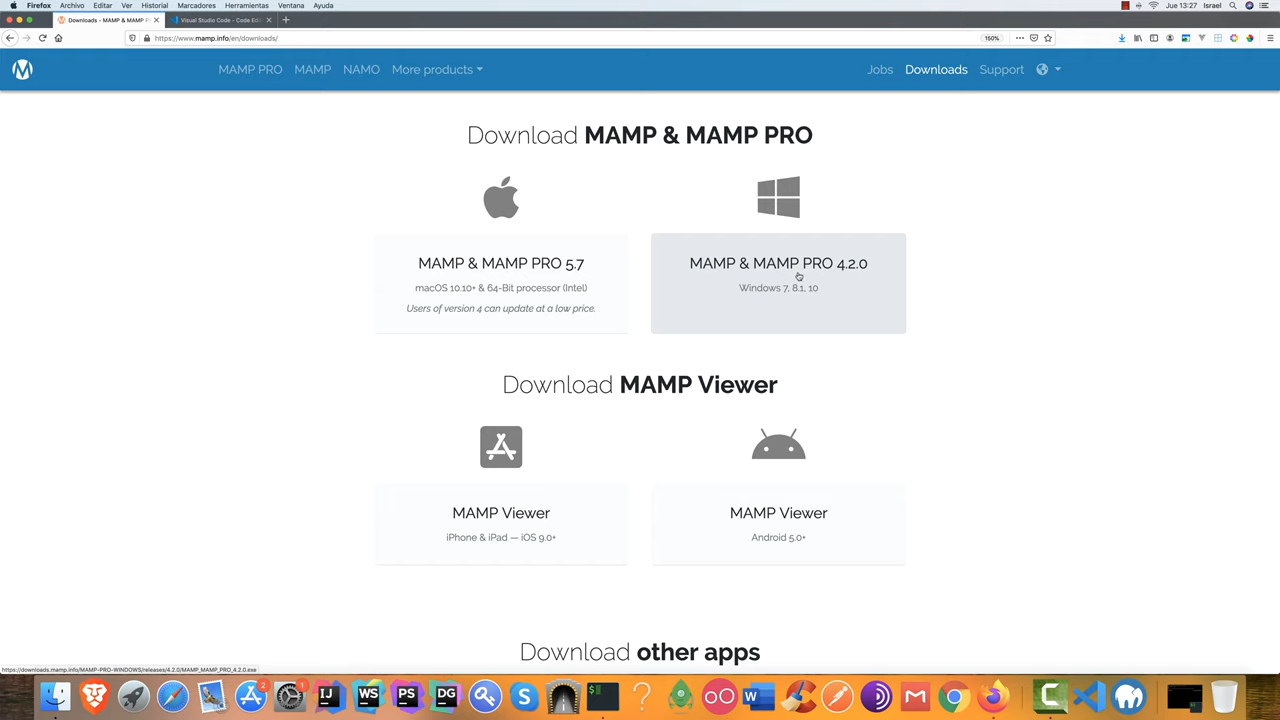 Firefox Archivo Editar Ver Historial Marcadores Herramientas Ventana Ayuda
Jue 13:27 Israel
Downloads - MAMP & MAMP P
Visual Studio Code - Code Edi
https://www.mamp.info/en/downloads/
150%
MAMP PRO MAMP NAMO More products
Jobs Downloads Support
Download MAMP & MAMP PRO
MAMP & MAMP PRO 5.7
macOS 10.10+ & 64-Bit processor (Intel)
Users of version 4 can update at a low price.
MAMP & MAMP PRO 4.2.0
Windows 7, 8.1, 10
Download MAMP Viewer
MAMP Viewer
iPhone & iPad — iOS 9.0+
MAMP Viewer
Android 5.0+
Download other apps
https://downloads.mamp.info/MAMP-PRO-WINDOWS/releases/4.2.0/MAMP_MAMP_PRO_4.2.0.exe
2
1
IJ
WS
PS
DG